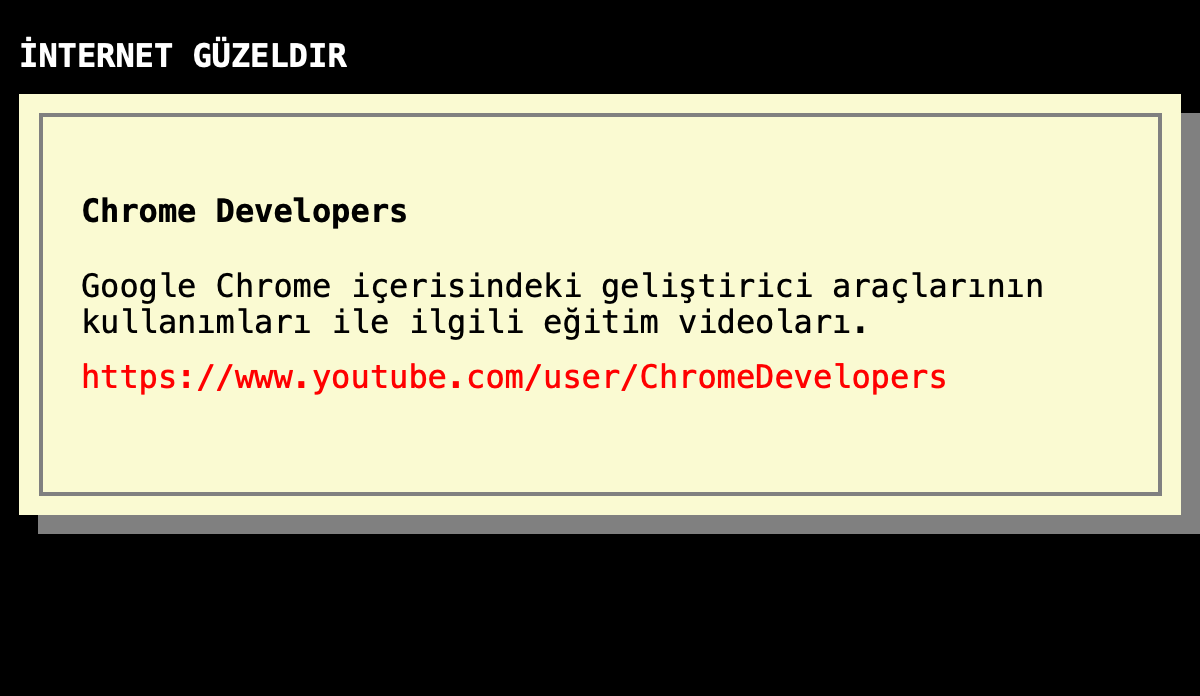 İNTERNET GÜZELDIR
Chrome Developers
Google Chrome içerisindeki geliştirici araçlarının
kullanımları ile ilgili eğitim videoları.
https://www.youtube.com/user/ChromeDevelopers